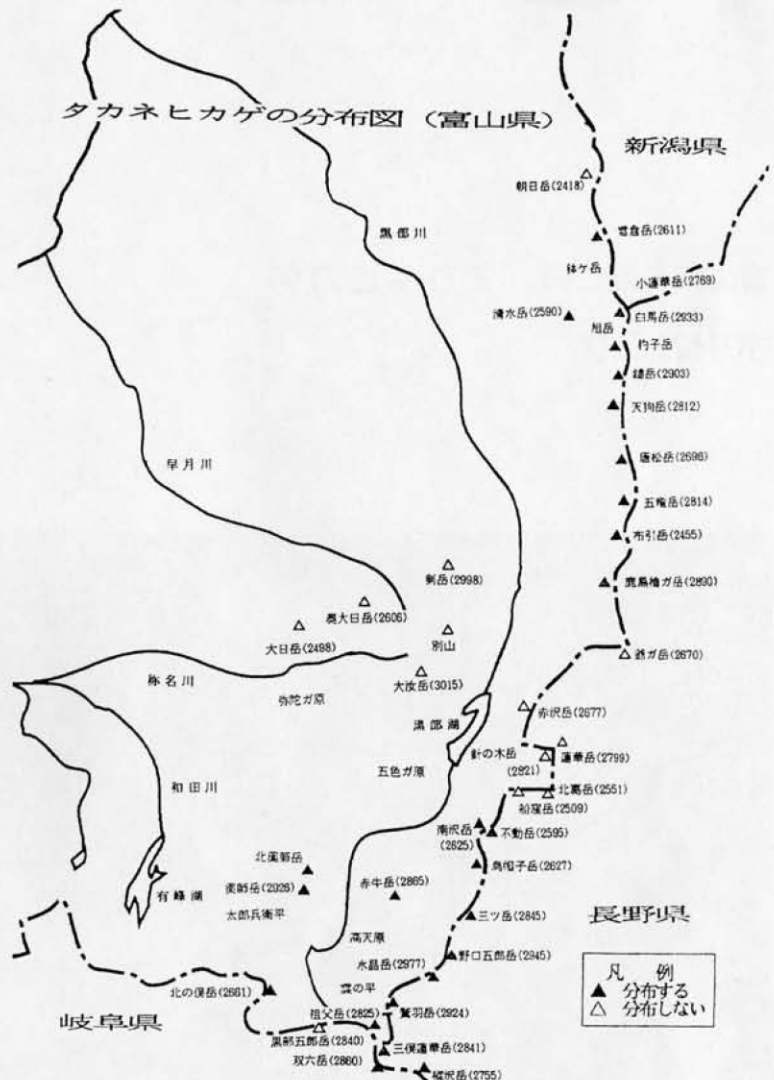 タカネヒカゲの分布図(富山県)
新潟県
朝日岳(2418)
黒部川
雪倉岳(2611)
鉢ケ岳
小蓮華岳(2769)
清水岳(2590)
白馬岳(2933)
旭岳
杓子岳
鑓岳(2903)
天狗岳(2812)
唐松岳(2696)
早月川
五竜岳(2814)
布引岳(2455)
剣岳(2998)
鹿島槍ガ岳(2890)
奥大日岳(2606)
大日岳(2498)
別山
爺ガ岳(2670)
称名川
大汝岳(3015)
弥陀ガ原
赤沢岳(2677)
黒部湖
針の木岳
(2821)
蓮華岳(2799)
五色ガ原
和田川
北葛岳(2551)
船窪岳(2509)
南沢岳
(2625)
不動岳(2595)
北薬師岳
烏帽子岳(2627)
薬師岳(2926)
赤牛岳(2865)
有峰湖
太郎兵衛平
三ツ岳(2845)
長野県
高天原
野口五郎岳(2945)
水晶岳(2977)
凡 例
▲ 分布する
△ 分布しない
北の俣岳(2661)
雲の平
岐阜県
祖父岳(2825)
鷲羽岳(2924)
黒部五郎岳(2840)
三俣蓮華岳(2841)
双六岳(2860)
樅沢岳(2755)